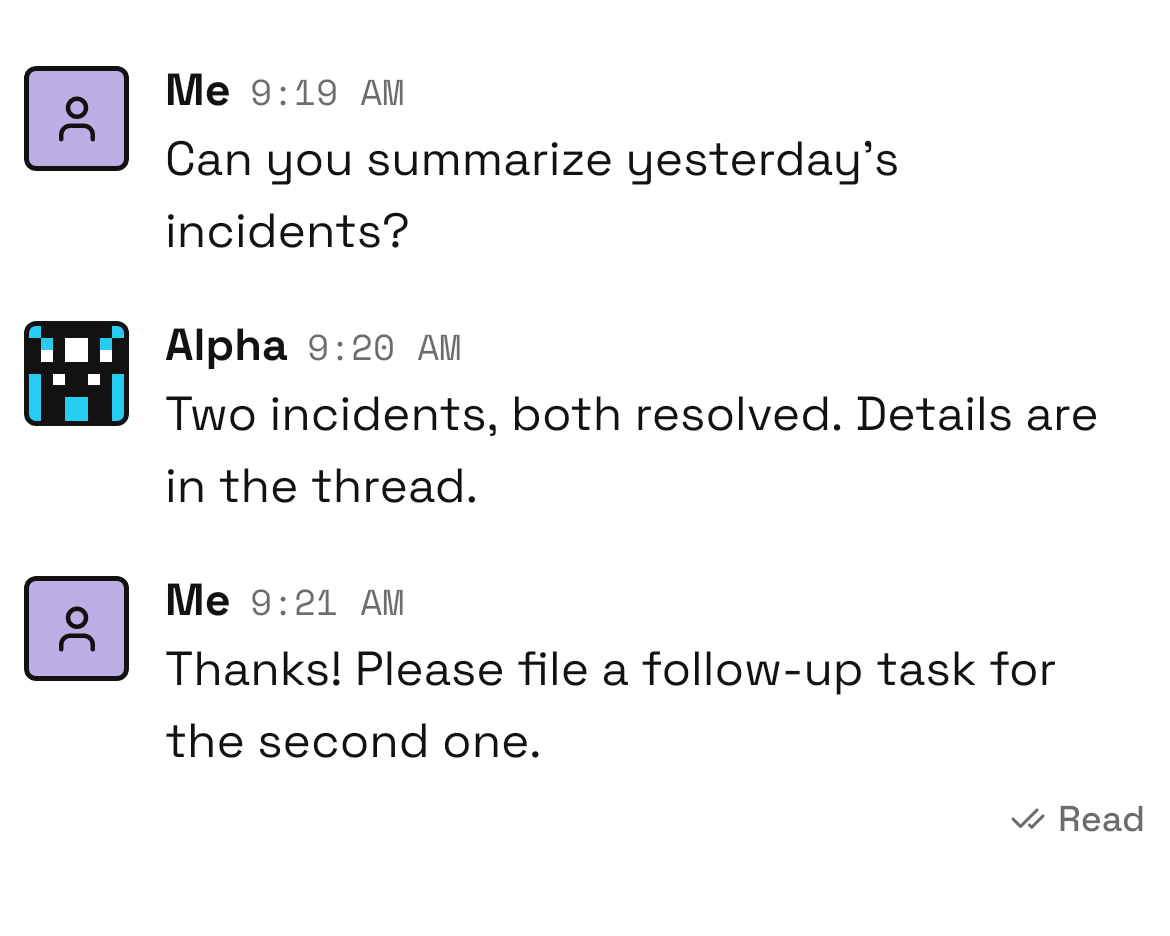 Me 9:19 AM
Can you summarize yesterday’s
incidents?
Alpha 9:20 AM
Two incidents, both resolved. Details are
in the thread.
Me 9:21 AM
Thanks! Please file a follow-up task for
the second one.
Read